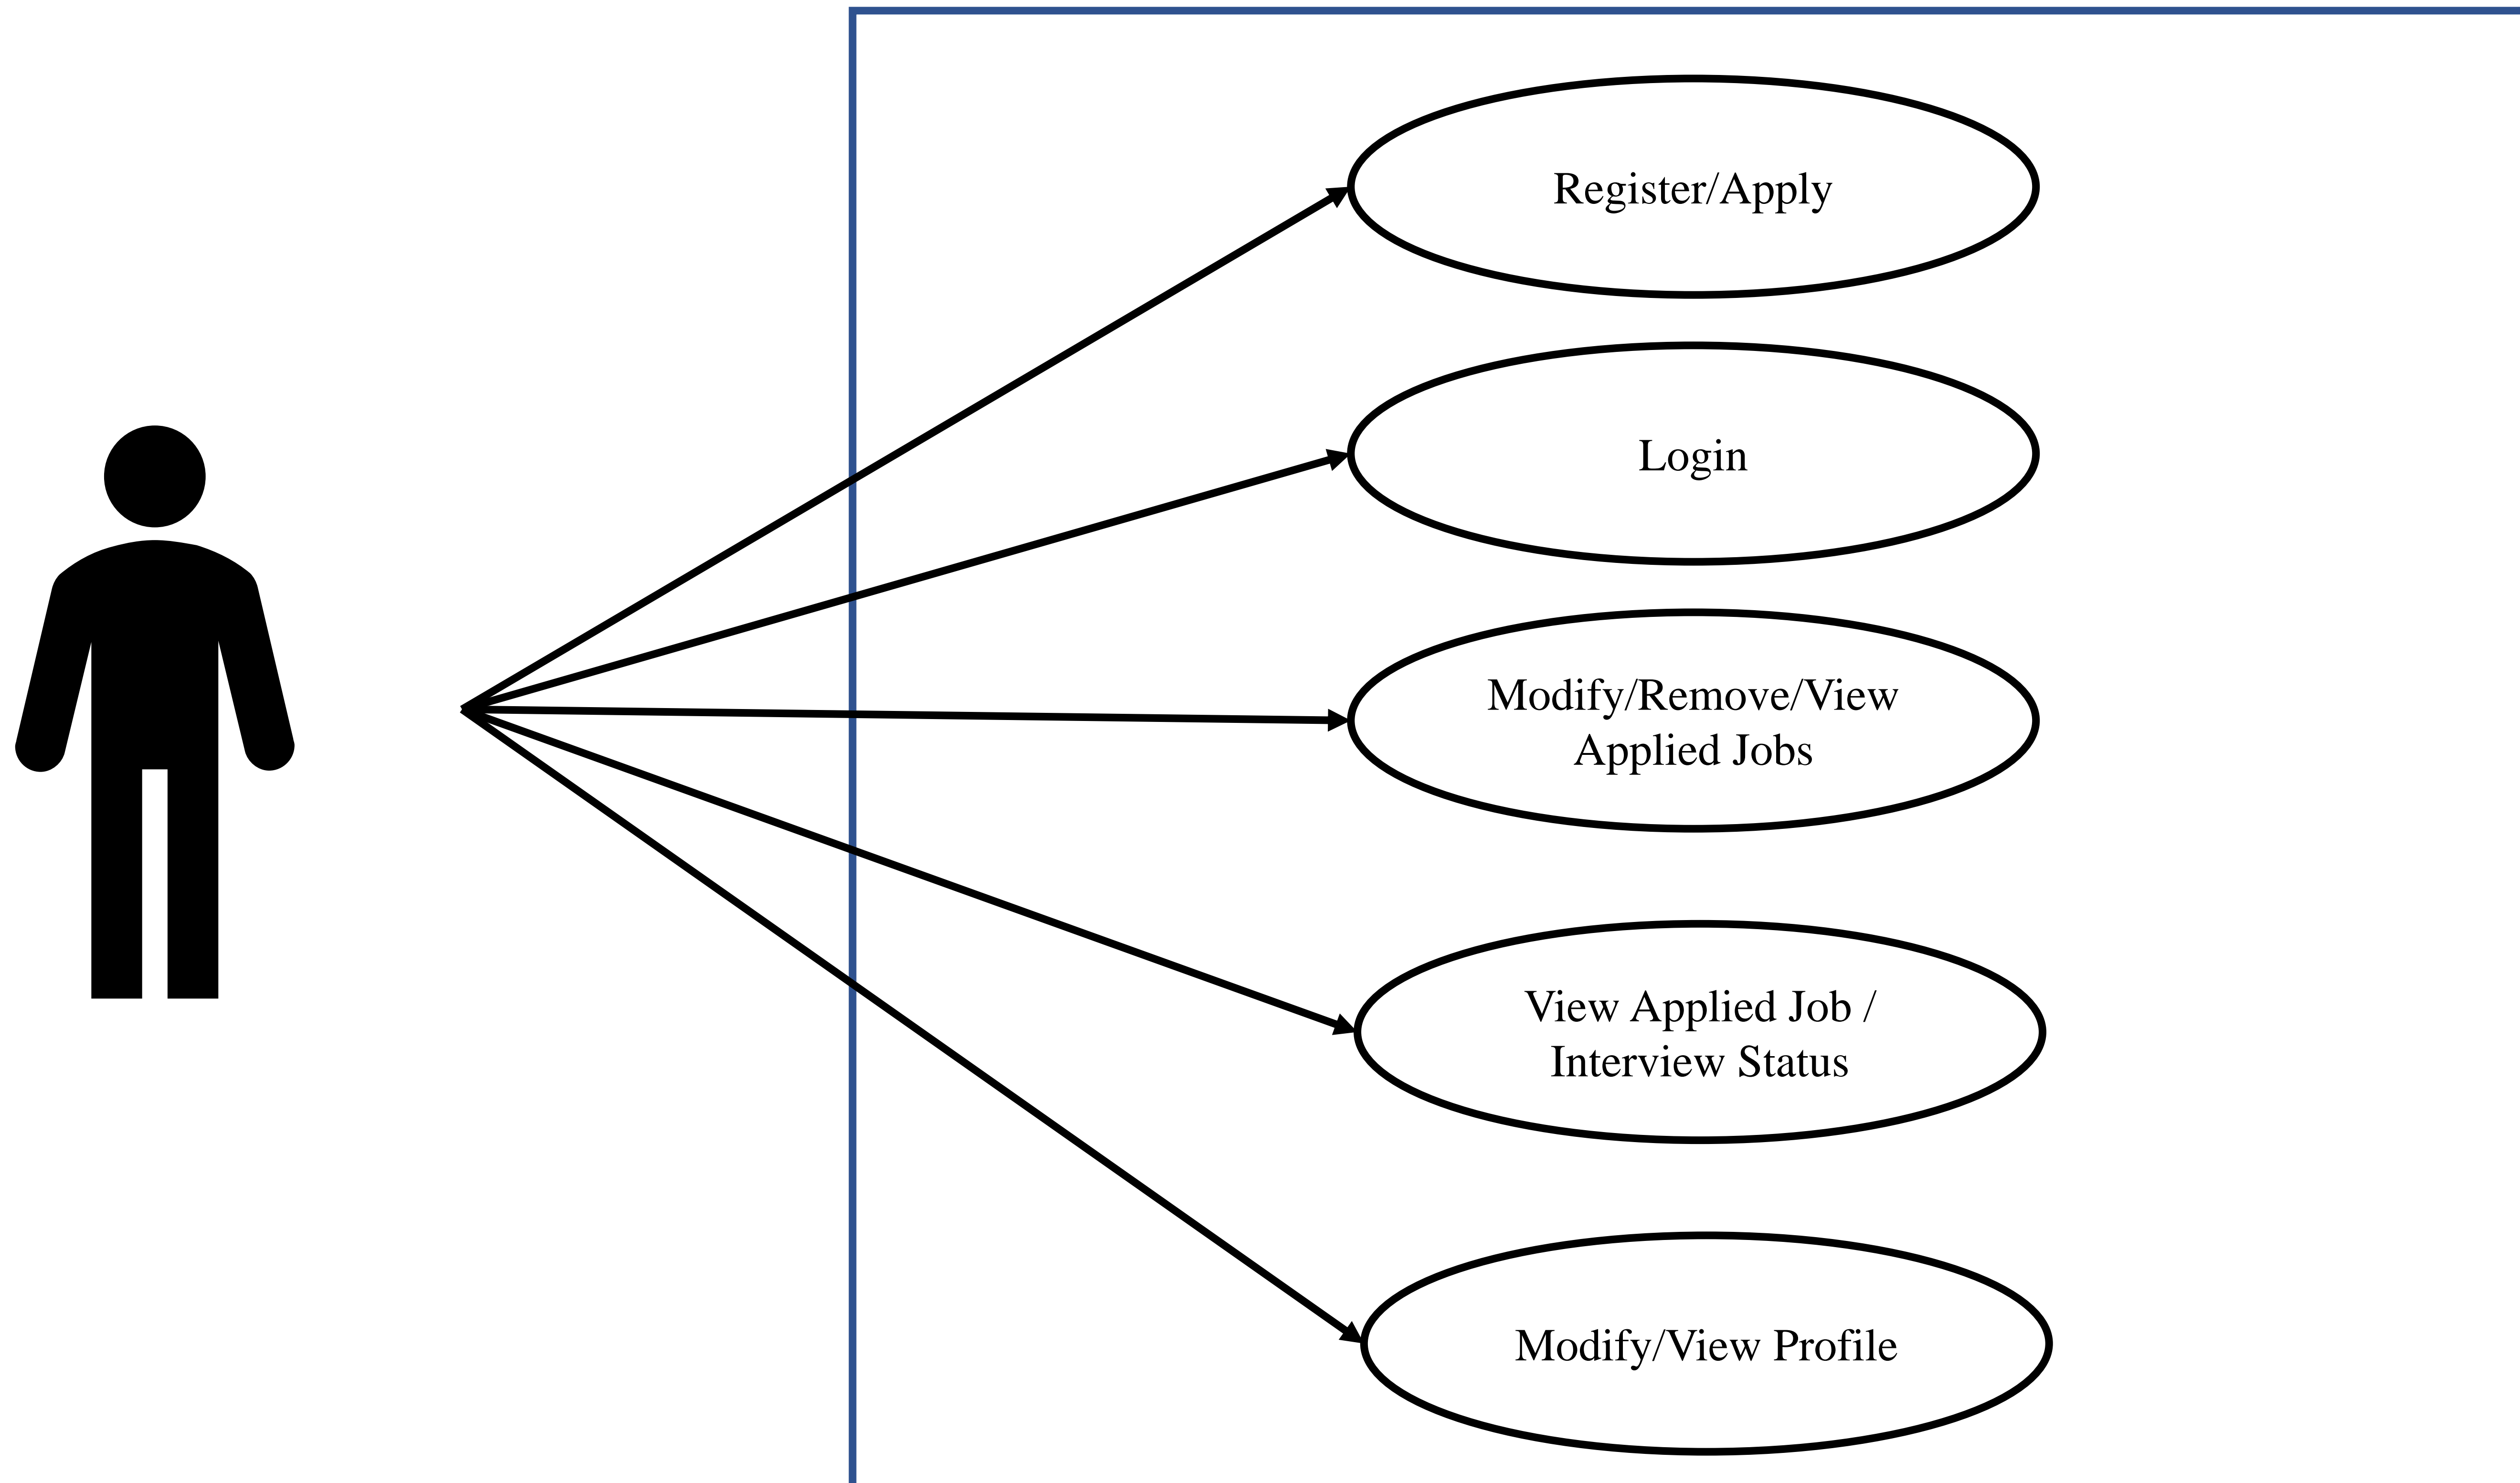 Register/Apply
Login
Modify/Remove/View
Applied Jobs
View Applied Job /
Interview Status
Modify/View Profile